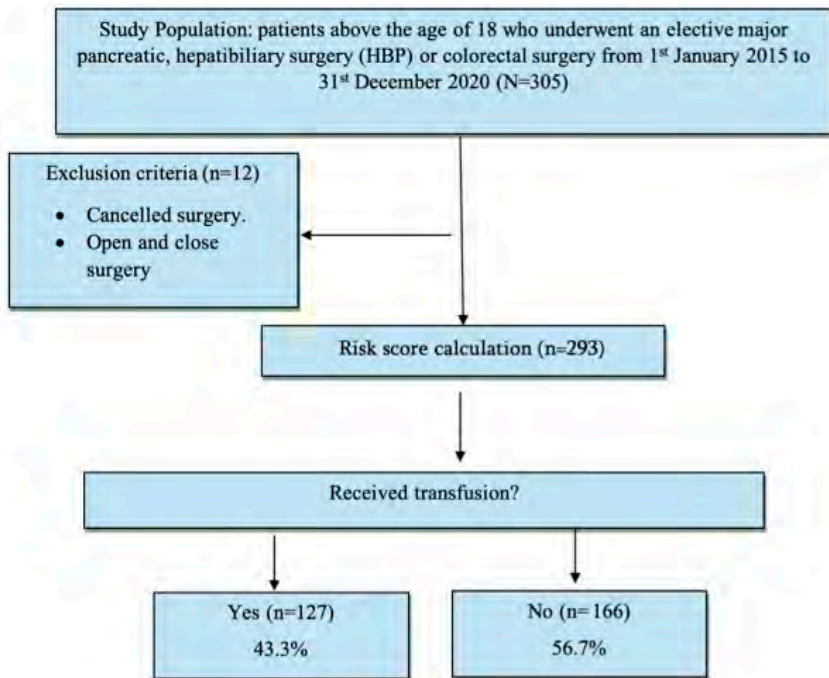 Study Population: patients above the age of 18 who underwent an elective major
pancreatic, hepatibiliary surgery (HBP) or colorectal surgery from 1st January 2015 to
31st December 2020 (N=305)
Exclusion criteria (n=12)
• Cancelled surgery.
• Open and close
surgery
Risk score calculation (n=293)
Received transfusion?
Yes (n=127)
43.3%
No (n=166)
56.7%